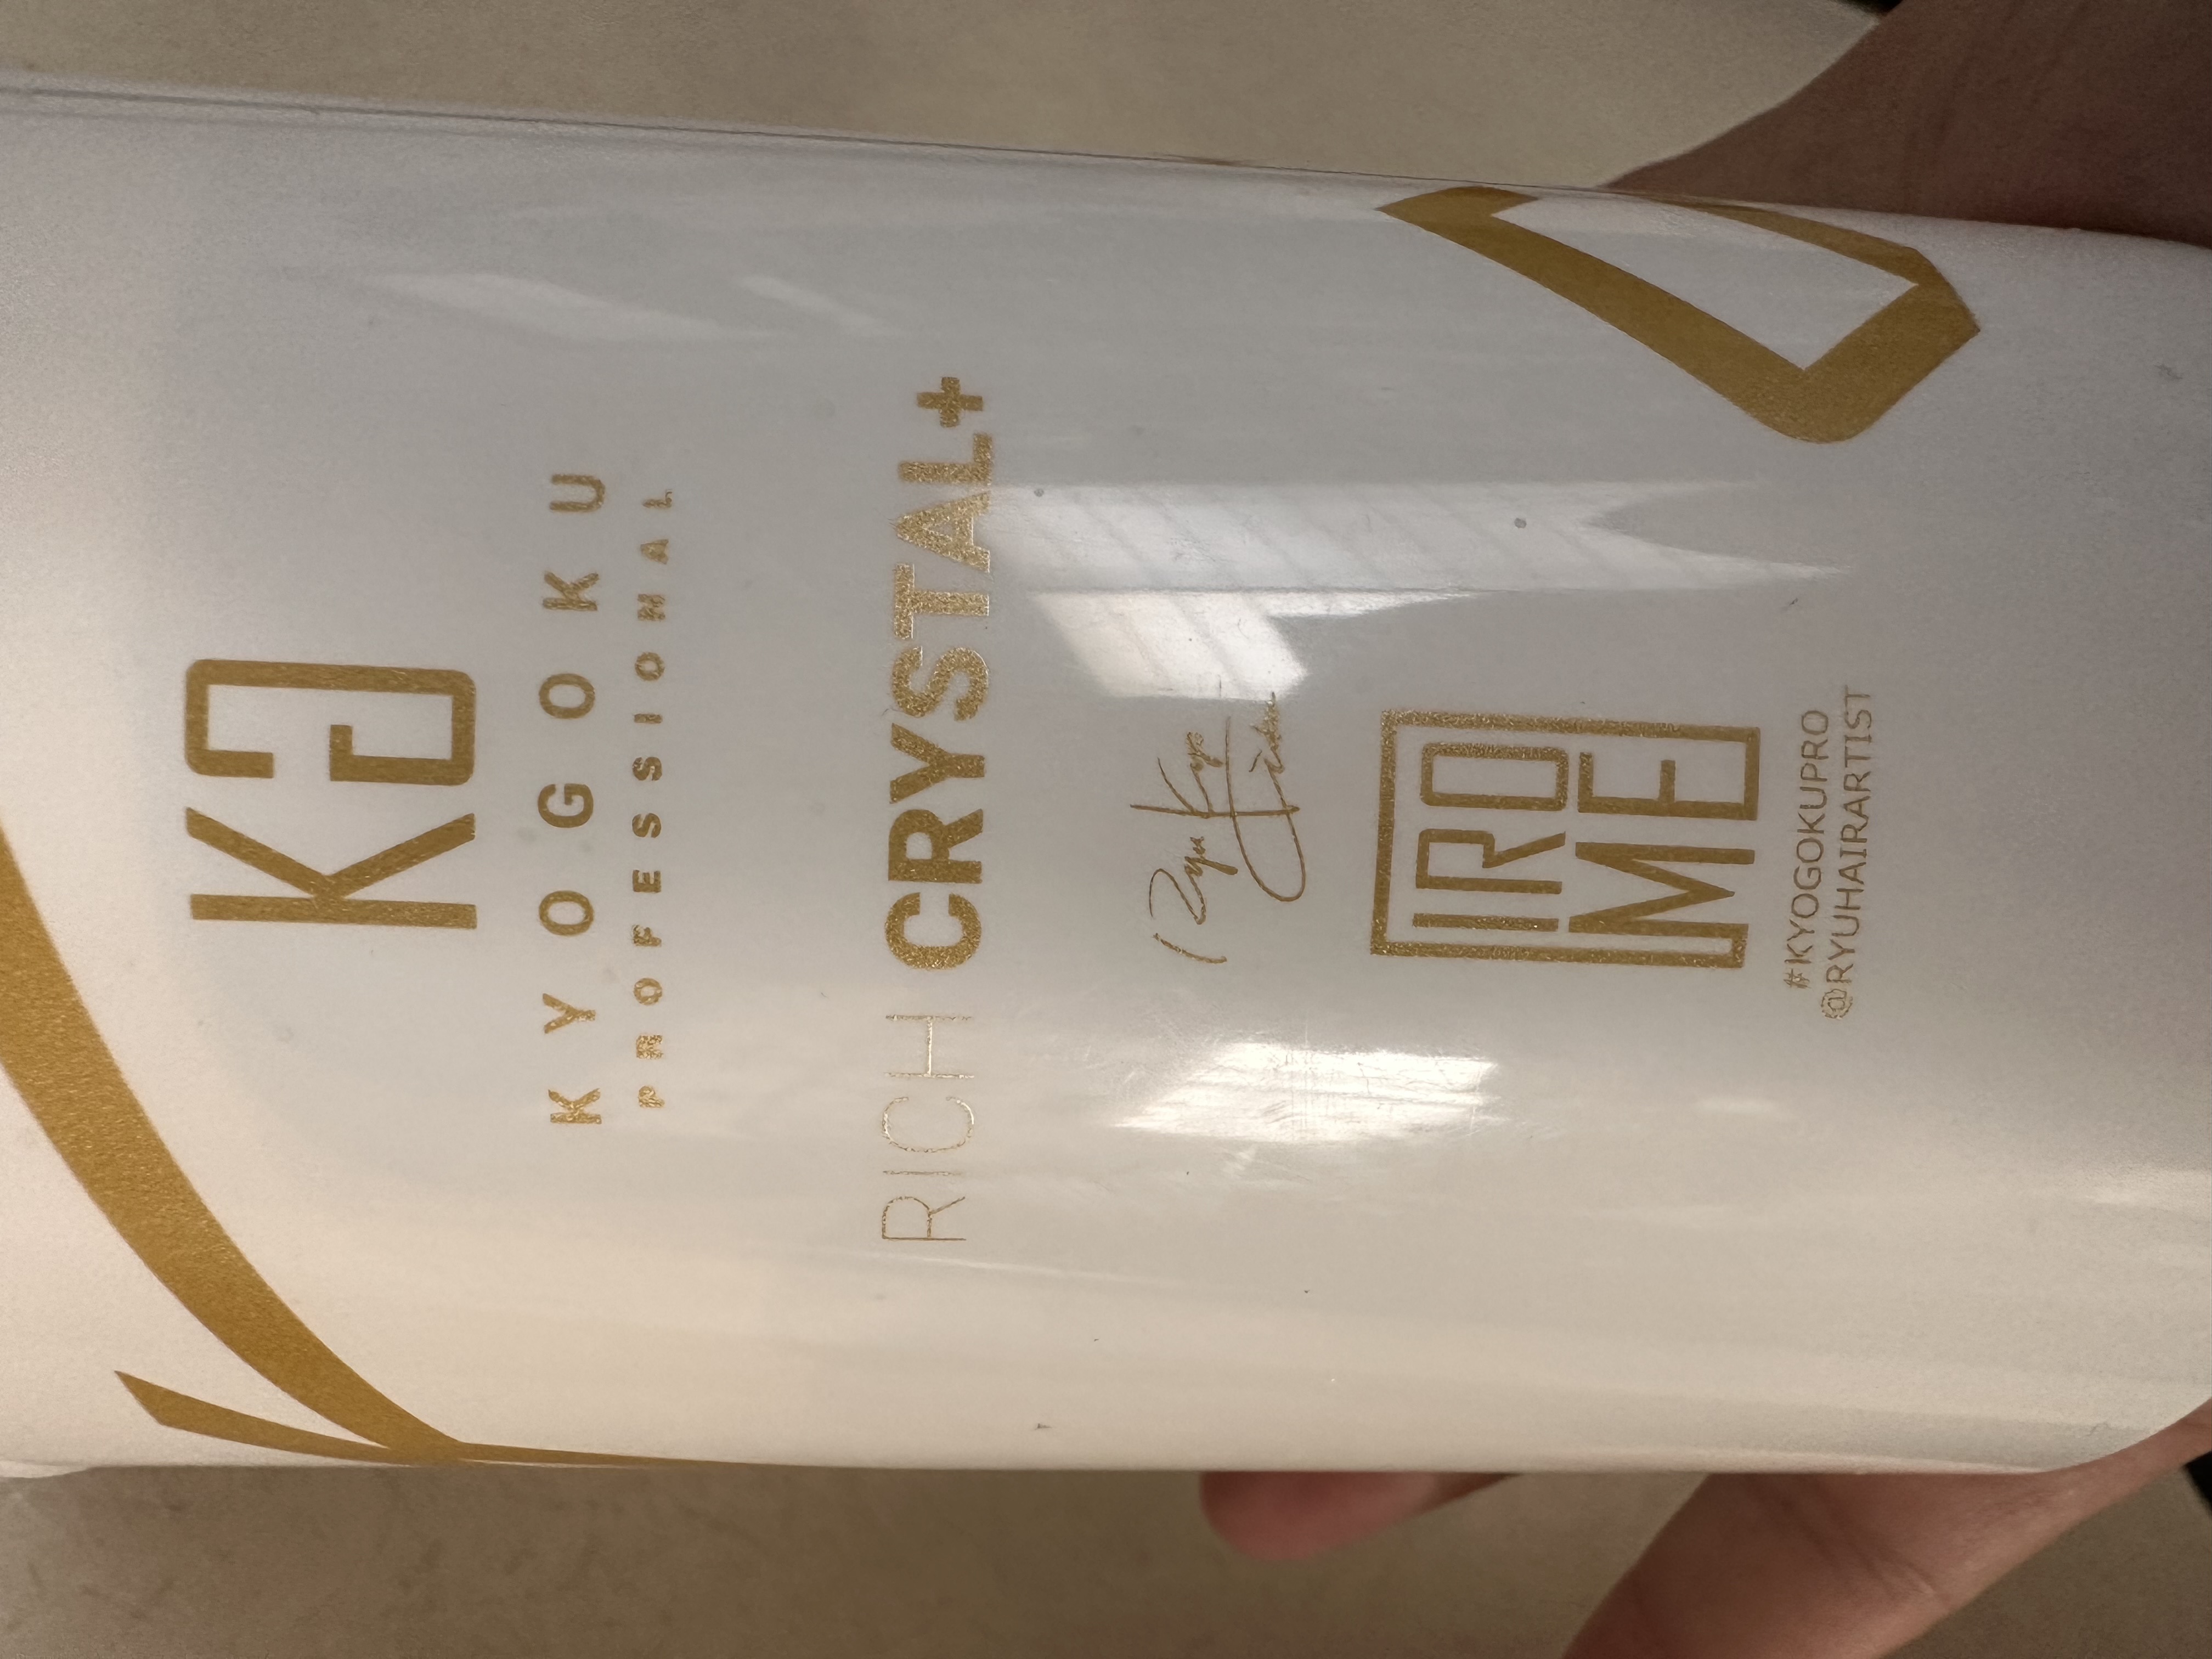 KG
KYOGOKU
PROFESSIONAL
RICH CRYSTAL+
IRO
ME
#KYOGOKUPRO
@RYUHAIRARTIST